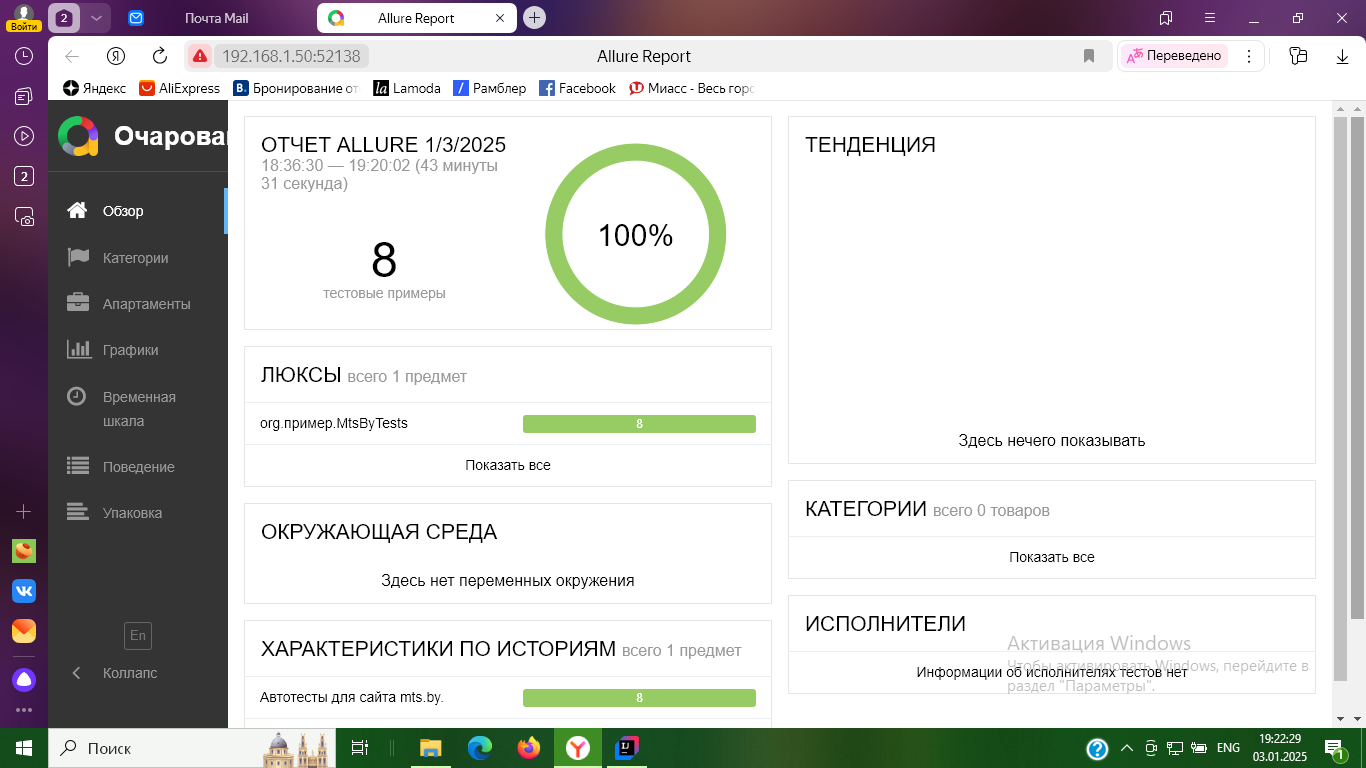 Войти
2
Почта Mail
Allure Report
192.168.1.50:52138
Allure Report
Переведено
Яндекс
AliExpress
Бронирование от
Lamoda
Рамблер
Facebook
Миасс - Весь горо
2
Очарован
Обзор
Категории
Апартаменты
Графики
Временная
шкала
Поведение
Упаковка
En
Коллапс
ОТЧЕТ ALLURE 1/3/2025
18:36:30 — 19:20:02 (43 минуты
31 секунда)
8
тестовые примеры
100%
ЛЮКСЫ всего 1 предмет
org.пример.MtsByTests
8
Показать все
ОКРУЖАЮЩАЯ СРЕДА
Здесь нет переменных окружения
ХАРАКТЕРИСТИКИ ПО ИСТОРИЯМ всего 1 предмет
Автотесты для сайта mts.by.
8
ТЕНДЕНЦИЯ
Здесь нечего показывать
КАТЕГОРИИ всего 0 товаров
Показать все
ИСПОЛНИТЕЛИ
Информации об исполнителях тестов нет
Активация Windows
Чтобы активировать Windows, перейдите в
раздел "Параметры".
Поиск
ENG
19:22:29
03.01.2025
1